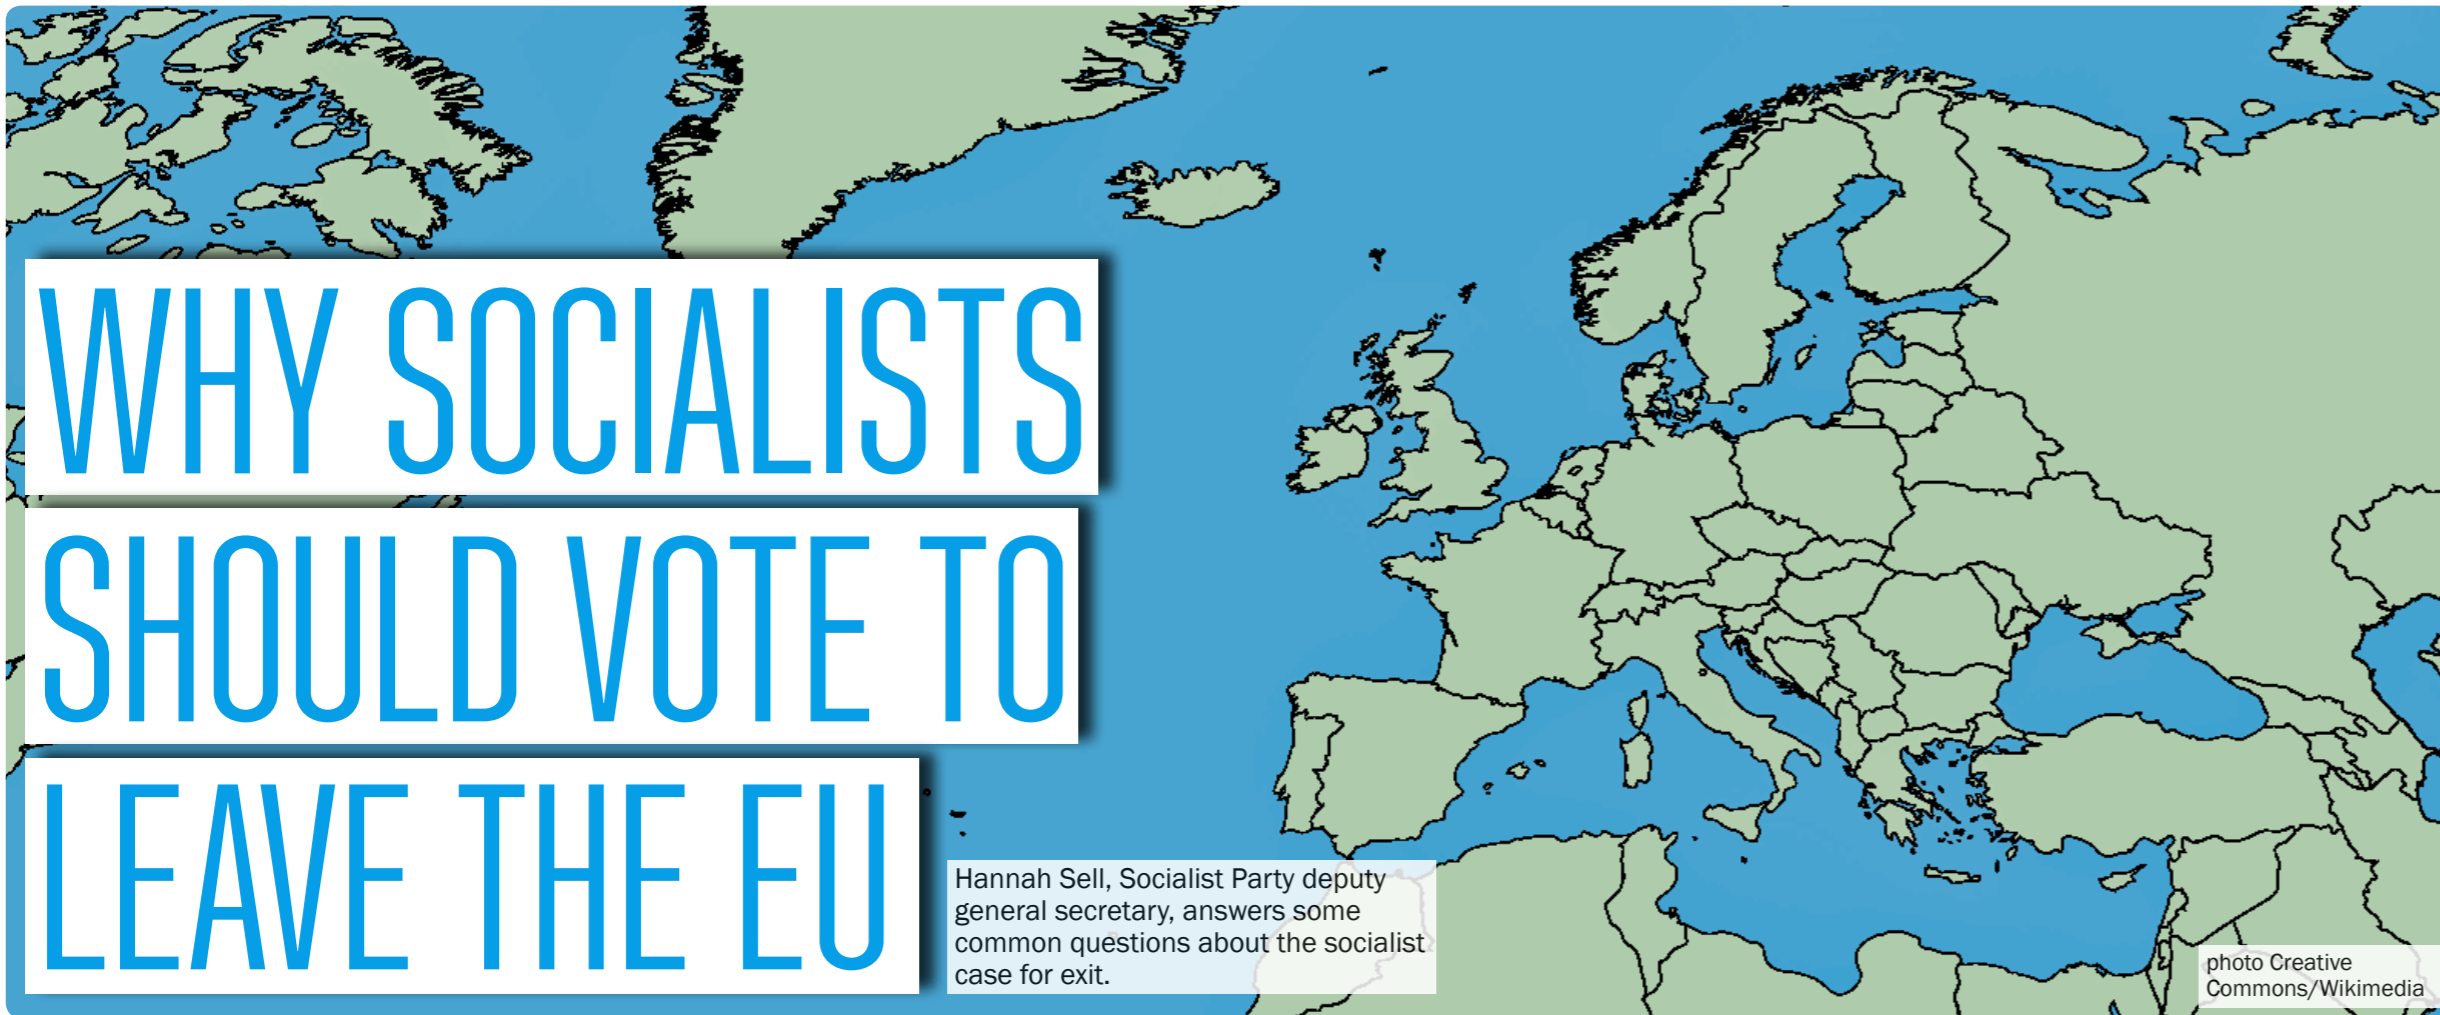 WHY SOCIALISTS
SHOULD VOTE TO
LEAVE THE EU
Hannah Sell, Socialist Party deputy
general secretary, answers some
common questions about the socialist
case for exit.
photo Creative
Commons/Wikimedia